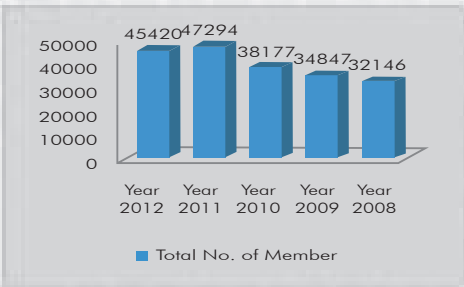 45420 47294 38177 34847 32146
50000
40000
30000
20000
10000
0
Year Year Year Year Year
2012 2011 2010 2009 2008
Total No. of Member